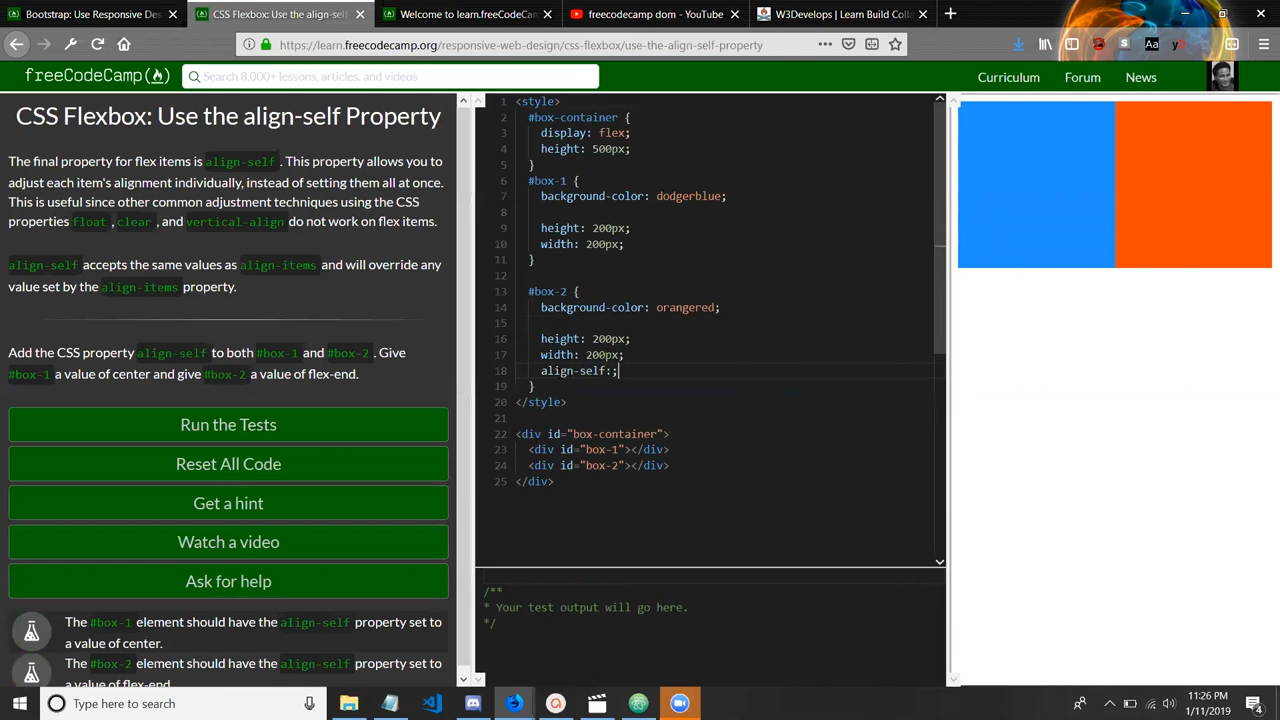 Bootstrap: Use Responsive Des
CSS Flexbox: Use the align-self
Welcome to learn.freeCodeCam
freecodecamp dom - YouTube
W3Develops | Learn Build Colla
https://learn.freecodecamp.org/responsive-web-design/css-flexbox/use-the-align-self-property
freeCodeCamp
Search 8,000+ lessons, articles, and videos
Curriculum
Forum
News
CSS Flexbox: Use the align-self Property
The final property for flex items is align-self . This property allows you to
adjust each item's alignment individually, instead of setting them all at once.
This is useful since other common adjustment techniques using the CSS
properties float , clear , and vertical-align do not work on flex items.
align-self accepts the same values as align-items and will override any
value set by the align-items property.
Add the CSS property align-self to both #box-1 and #box-2 . Give
#box-1 a value of center and give #box-2 a value of flex-end.
Run the Tests
Reset All Code
Get a hint
Watch a video
Ask for help
The #box-1 element should have the align-self property set to
a value of center.
The #box-2 element should have the align-self property set to
a value of flex-end.
1 <style>
2 #box-container {
3 display: flex;
4 height: 500px;
5 }
6 #box-1 {
7 background-color: dodgerblue;
8
9 height: 200px;
10 width: 200px;
11 }
12
13 #box-2 {
14 background-color: orangered;
15
16 height: 200px;
17 width: 200px;
18 align-self:;
19 }
20 </style>
21
22 <div id="box-container">
23 <div id="box-1"></div>
24 <div id="box-2"></div>
25 </div>
/**
* Your test output will go here.
*/
Type here to search
11:26 PM
1/11/2019
4